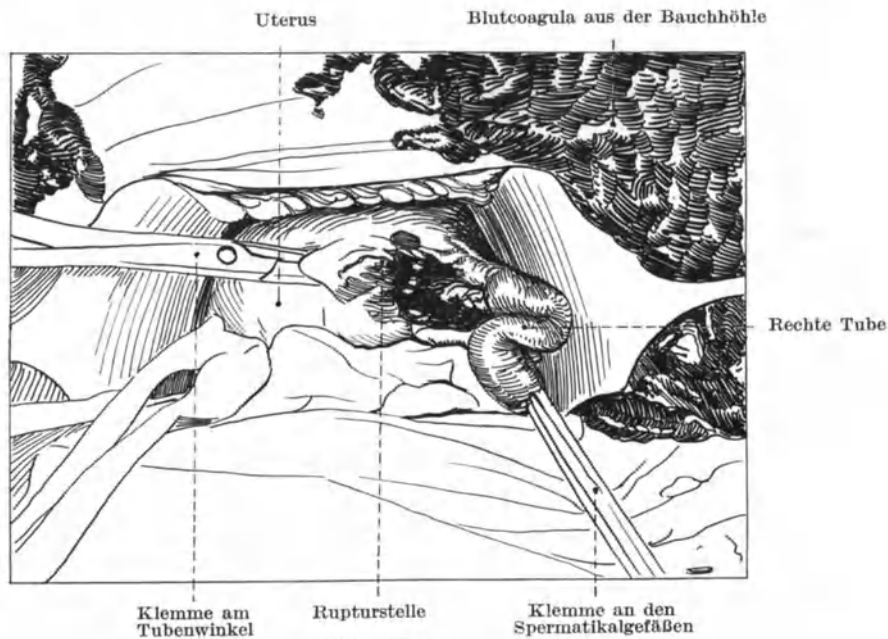 Uterus
Blutcoagula aus der Bauchhöhle
Rechte Tube
Klemme am
Tubenwinkel
Rupturstelle
Klemme an den
Spermatikalgefäßen